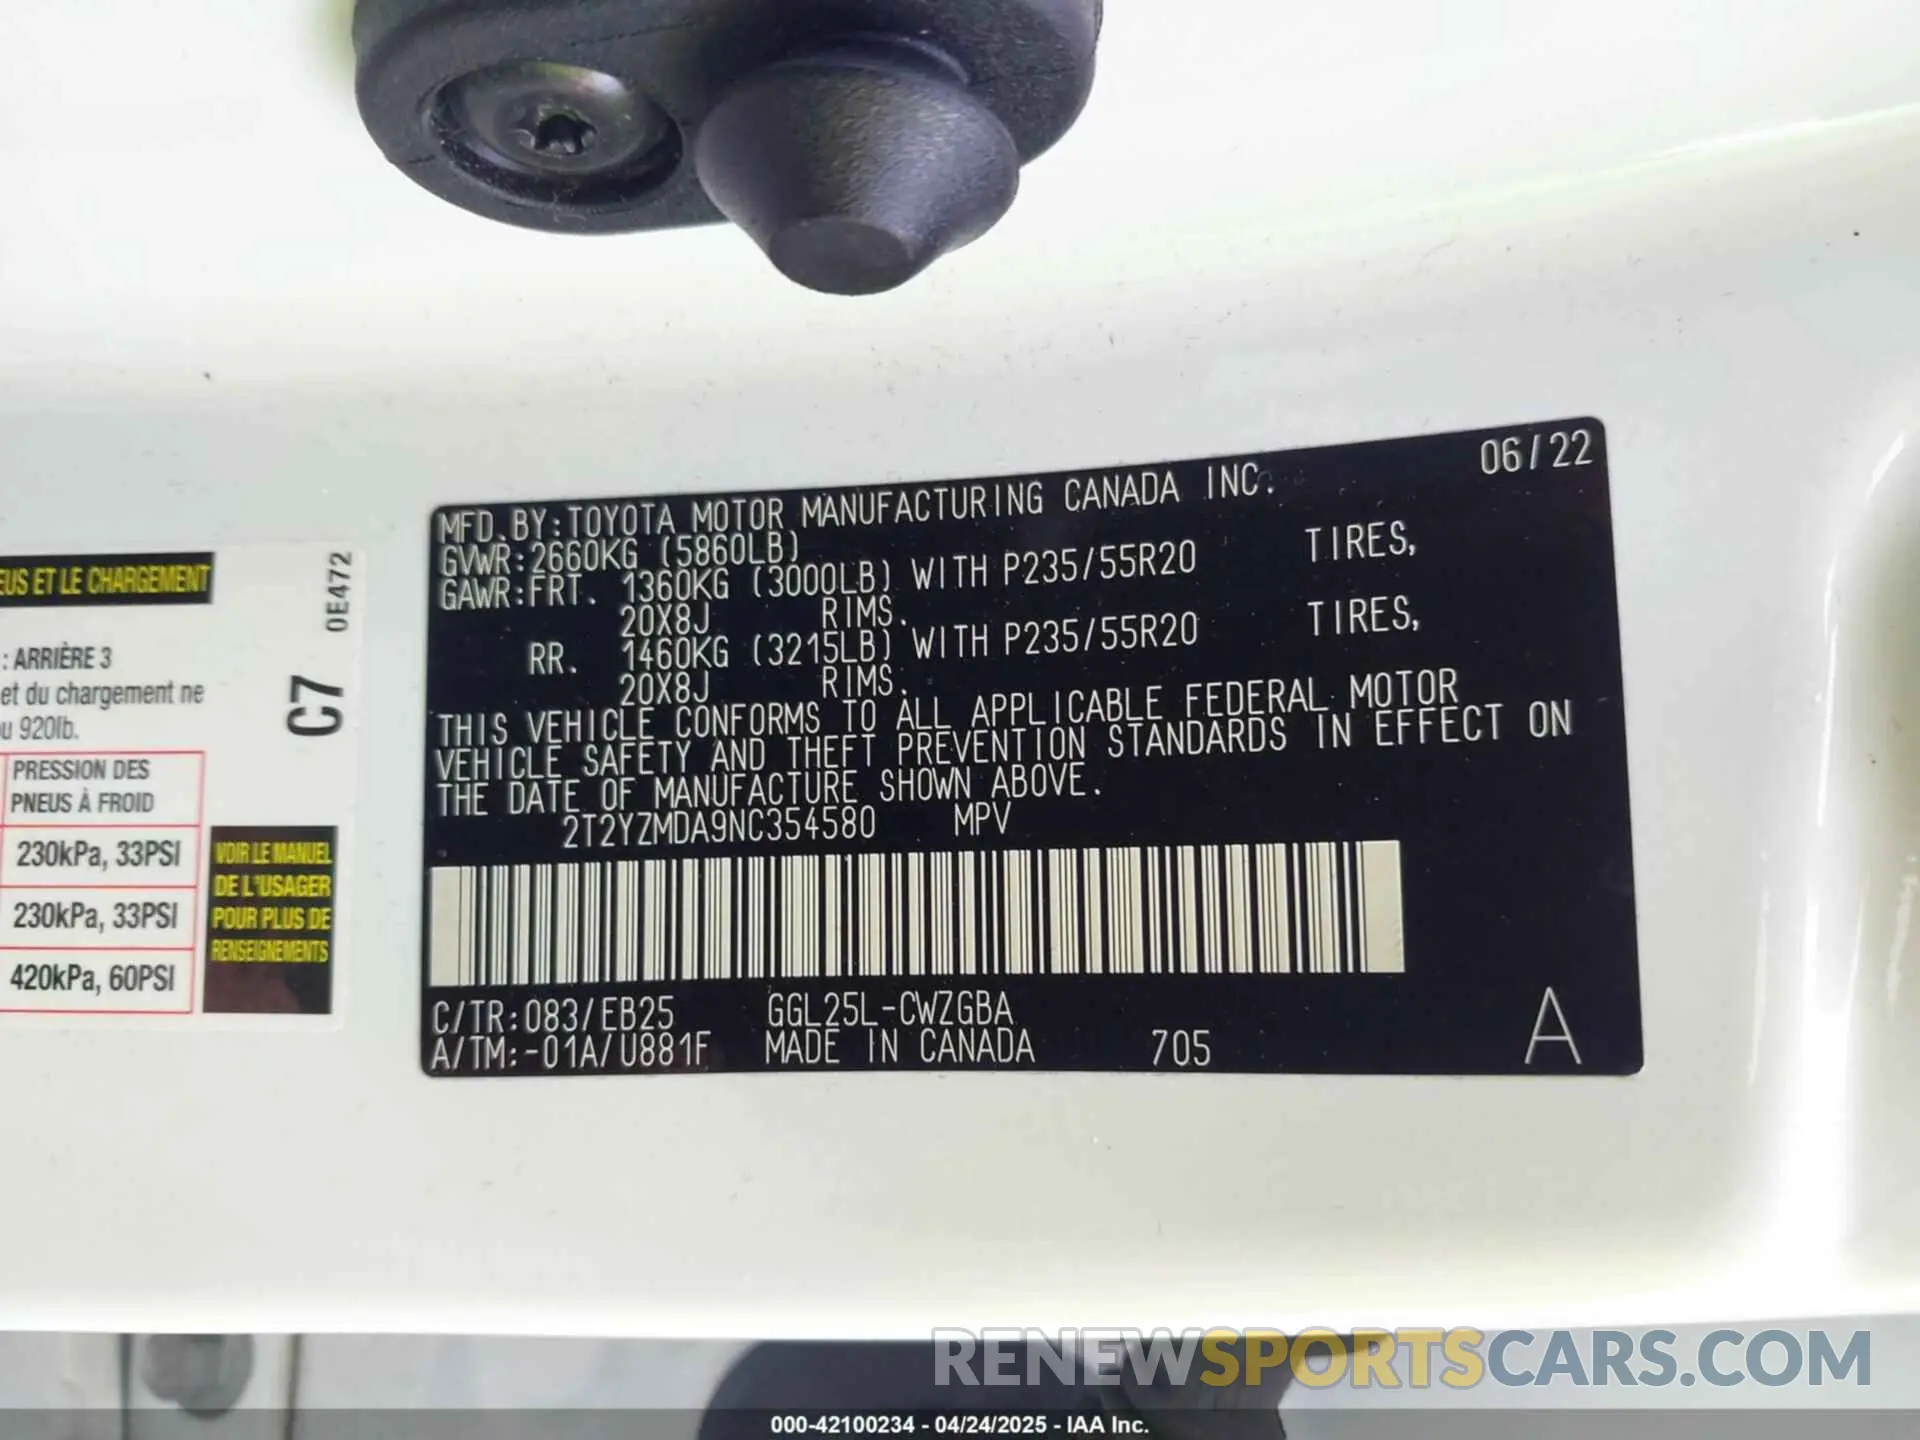 06/22
MFD.BY:TOYOTA MOTOR MANUFACTURING CANADA INC.
GVWR:2660KG (5860LB)
GAWR:FRT. 1360KG (3000LB) WITH P235/55R20 TIRES,
20X8J RIMS.
RR. 1460KG (3215LB) WITH P235/55R20 TIRES,
20X8J RIMS.
THIS VEHICLE CONFORMS TO ALL APPLICABLE FEDERAL MOTOR
VEHICLE SAFETY AND THEFT PREVENTION STANDARDS IN EFFECT ON
THE DATE OF MANUFACTURE SHOWN ABOVE.
2T2YZMDA9NC354580 MPV
C/TR:083/EB25 GGL25L-CWZGBA
A/TM:-01A/U881F MADE IN CANADA 705
A
ET LE CHARGEMENT
: ARRIÈRE 3
et du chargement ne
920lb.
PRESSION DES
PNEUS À FROID
230kPa, 33PSI
230kPa, 33PSI
420kPa, 60PSI
0E472
C7
VOIR LE MANUEL
DE L'USAGER
POUR PLUS DE
RENSEIGNEMENTS
RENEWSPORTSCARS.COM
000-42100234 - 04/24/2025 - IAA Inc.